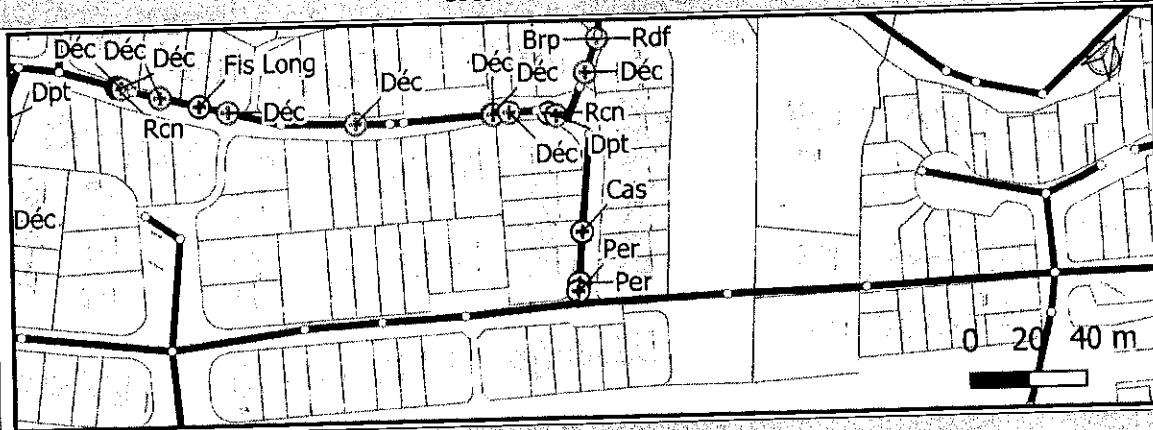 Brp Rdf
Déc Déc Déc Fis Long Déc Déc Déc
Dpt Rcn Déc Déc Dpt Rcn
Déc Cas
Per
Per
0 20 40 m